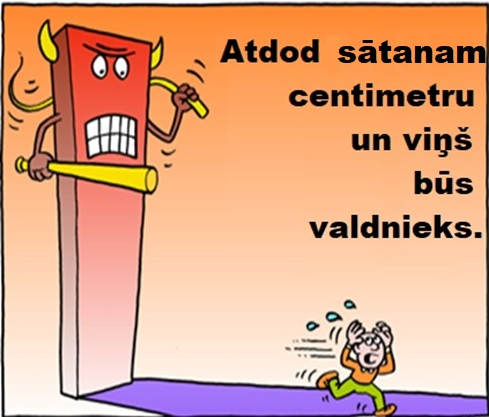 Atdod sātanam
centimetru
un viņš
būs
valdnieks.